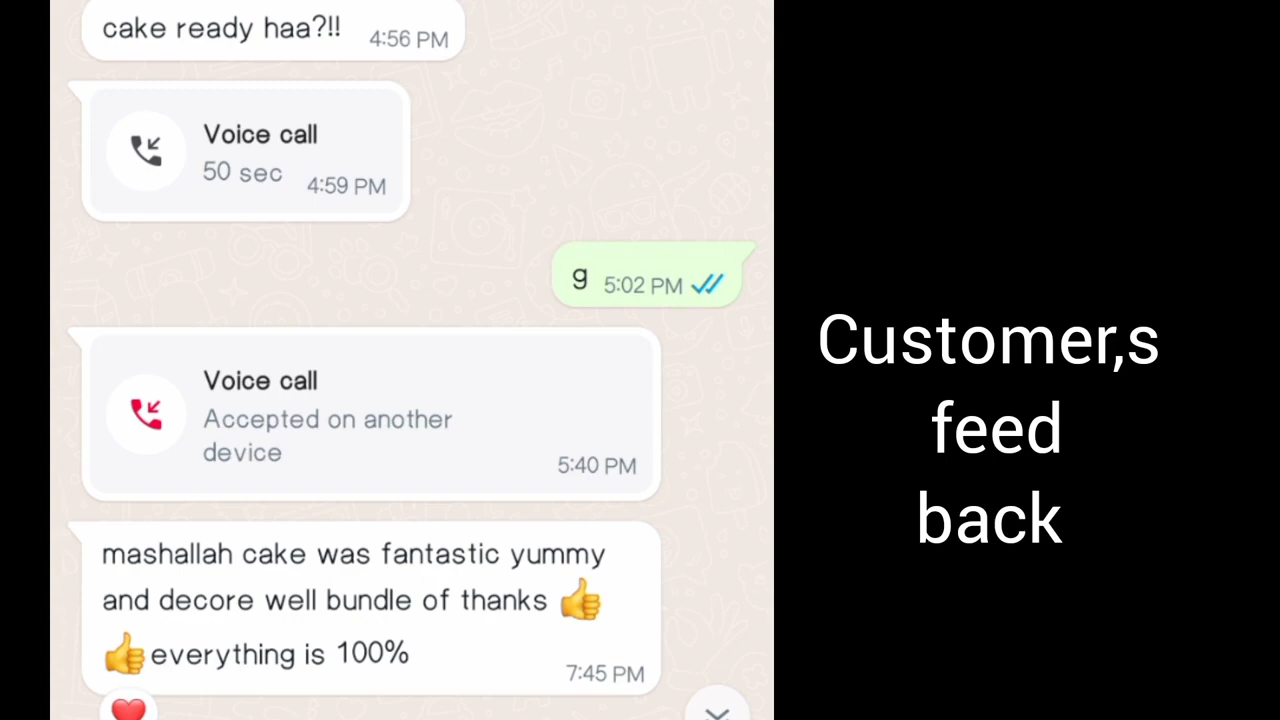 cake ready haa?!!
4:56 PM
Voice call
50 sec
4:59 PM
g
5:02 PM
Voice call
Accepted on another
device
5:40 PM
mashallah cake was fantastic yummy
and decore well bundle of thanks 👍
👍everything is 100%
7:45 PM
Customer,s
feed
back